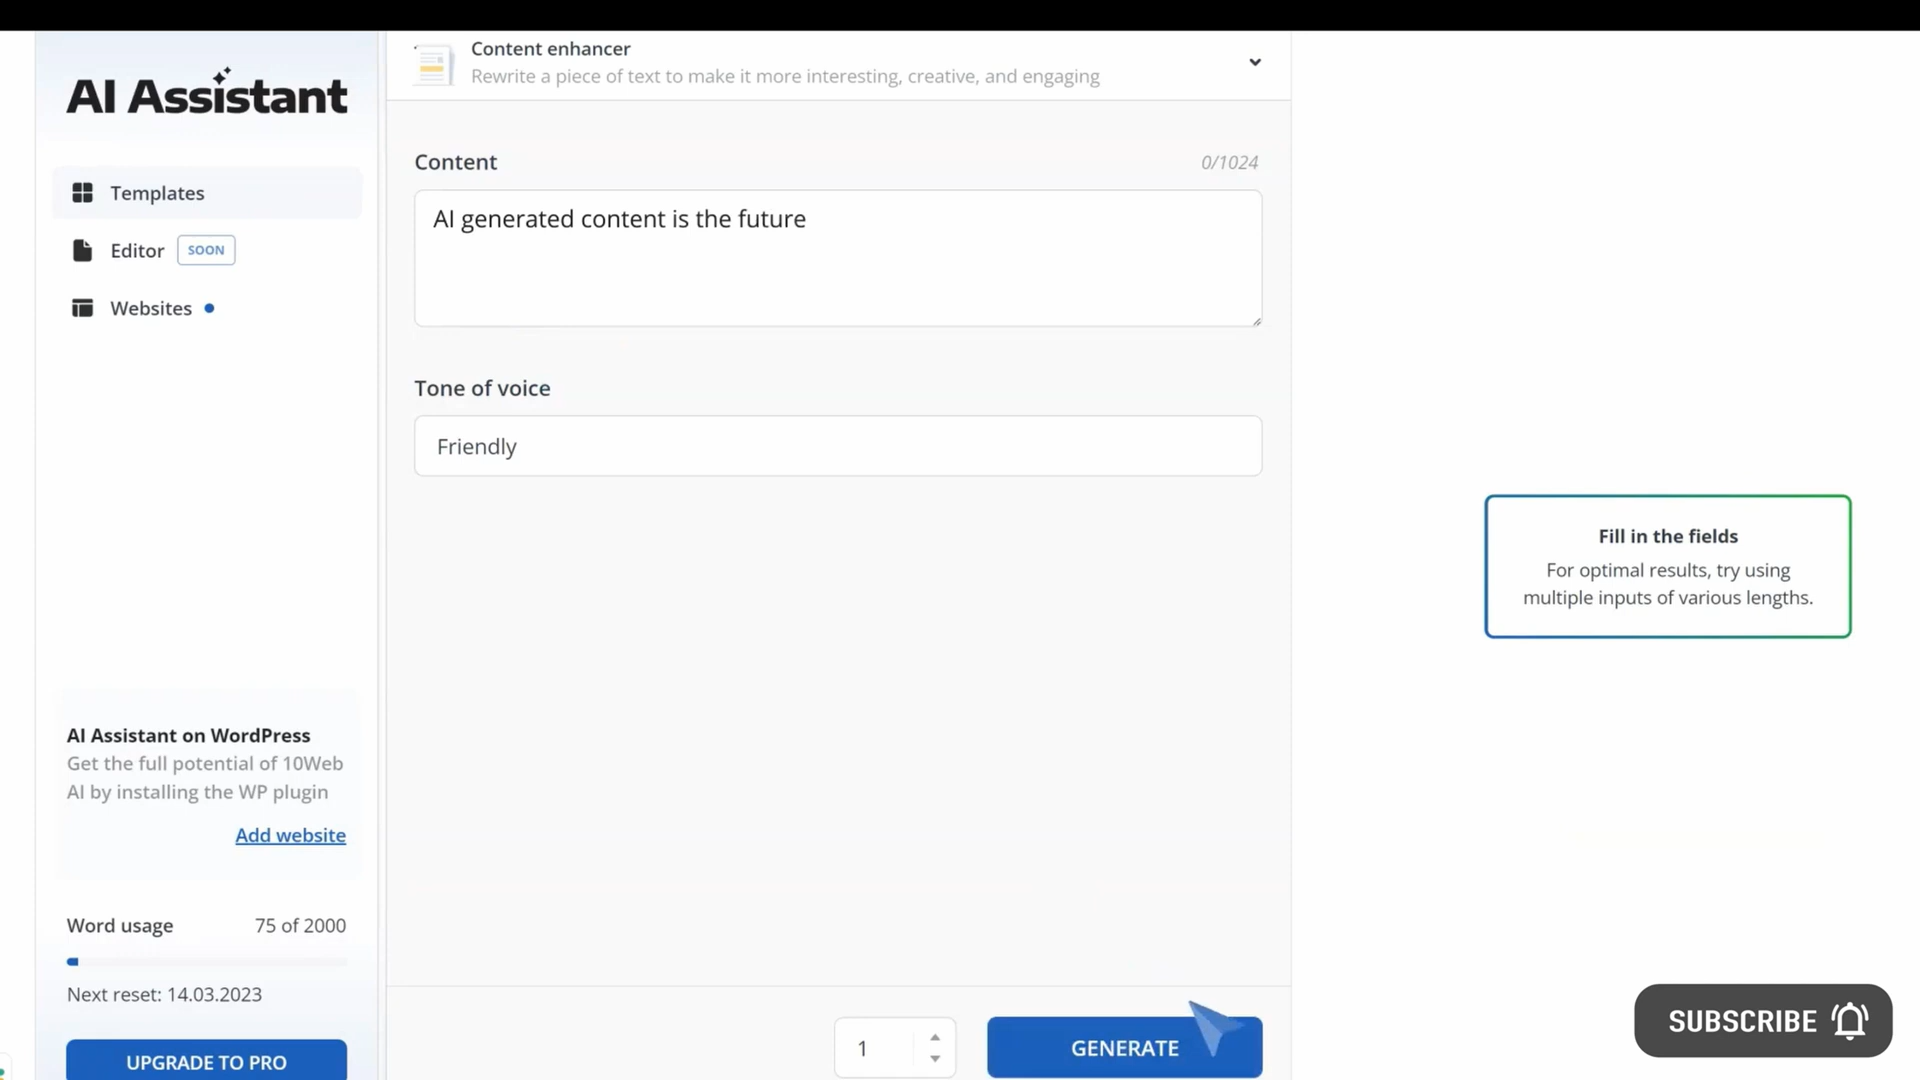 AI Assistant
Templates
Editor SOON
Websites
AI Assistant on WordPress
Get the full potential of 10Web
AI by installing the WP plugin
Add website
Word usage 75 of 2000
Next reset: 14.03.2023
UPGRADE TO PRO
Content enhancer
Rewrite a piece of text to make it more interesting, creative, and engaging
Content 0/1024
AI generated content is the future
Tone of voice
Friendly
1 GENERATE
Fill in the fields
For optimal results, try using
multiple inputs of various lengths.
SUBSCRIBE